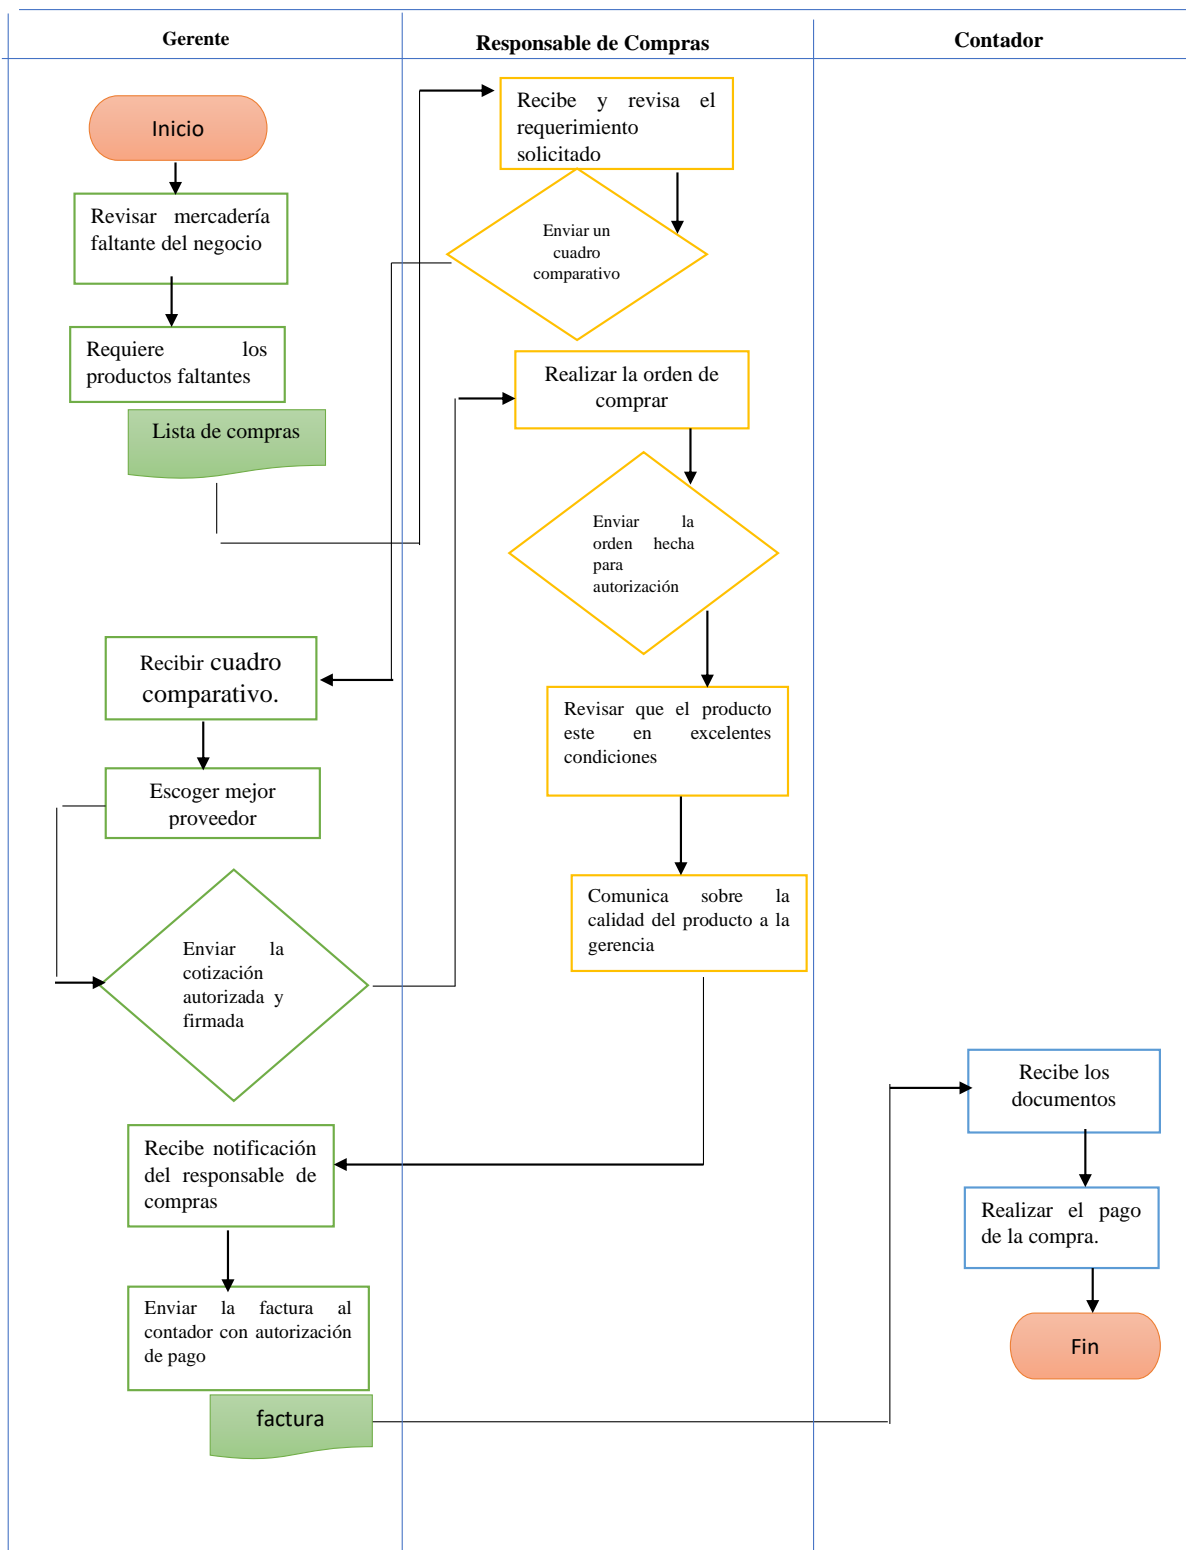 Gerente
Responsable de Compras
Contador
Inicio
Revisar mercadería
faltante del negocio
Requiere los
productos faltantes
Lista de compras
Recibe y revisa el
requerimiento
solicitado
Enviar un
cuadro
comparativo
Realizar la orden de
comprar
Enviar la
orden hecha
para
autorización
Recibir cuadro
comparativo.
Escoger mejor
proveedor
Enviar la
cotización
autorizada y
firmada
Revisar que el producto
este en excelentes
condiciones
Comunica sobre la
calidad del producto a la
gerencia
Recibe notificación
del responsable de
compras
Enviar la factura al
contador con autorización
de pago
factura
Recibe los
documentos
Realizar el pago
de la compra.
Fin